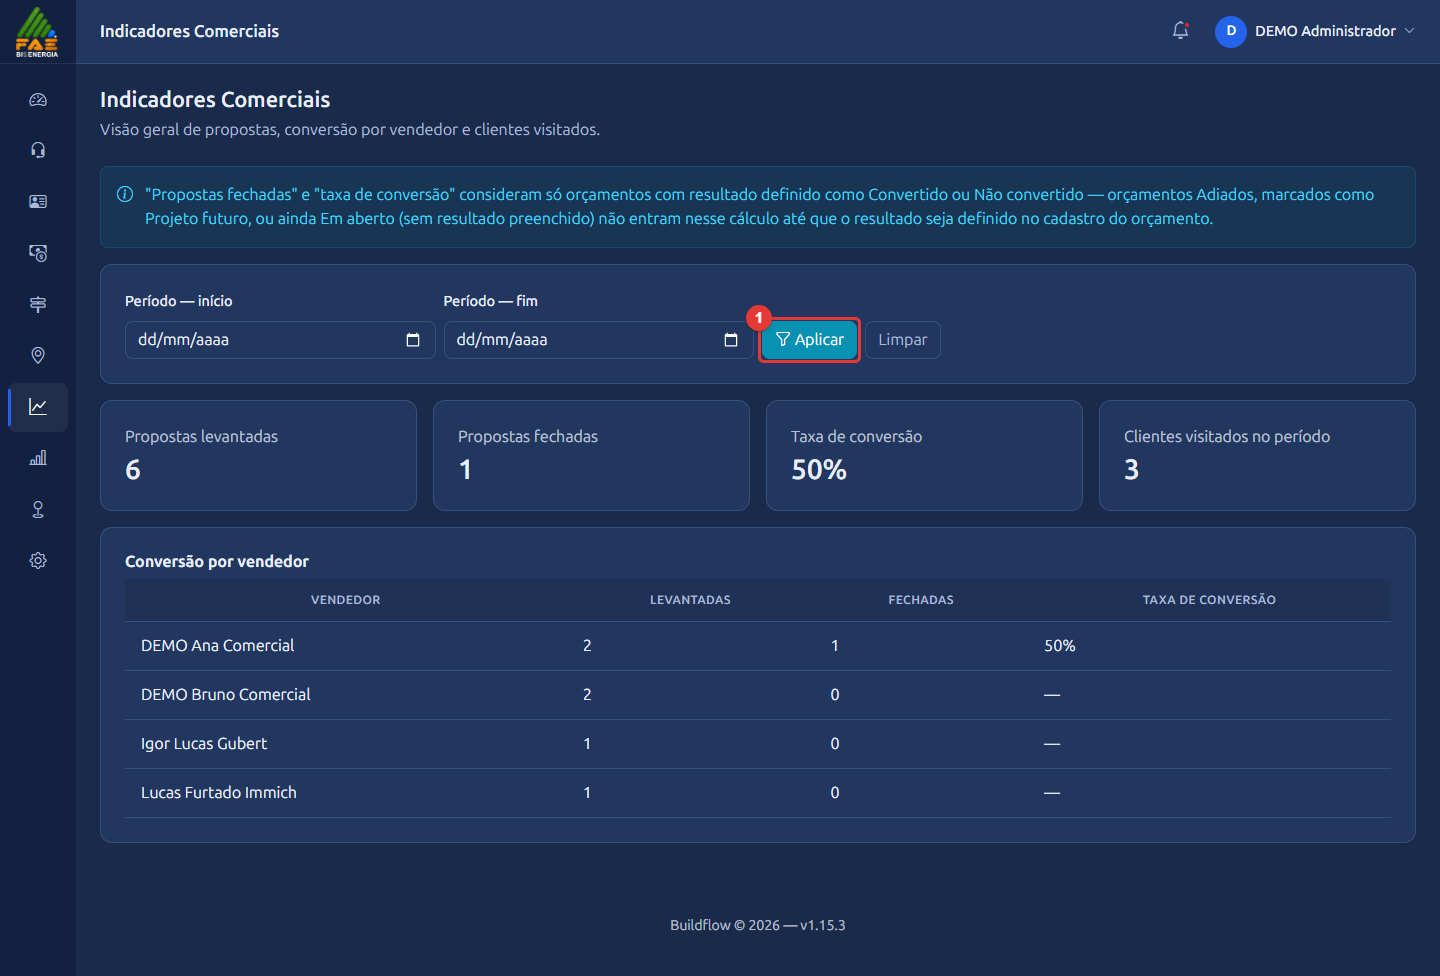 FAE
BIOENERGIA
Indicadores Comerciais
D
DEMO Administrador
Indicadores Comerciais
Visão geral de propostas, conversão por vendedor e clientes visitados.
"Propostas fechadas" e "taxa de conversão" consideram só orçamentos com resultado definido como Convertido ou Não convertido — orçamentos Adiados, marcados como
Projeto futuro, ou ainda Em aberto (sem resultado preenchido) não entram nesse cálculo até que o resultado seja definido no cadastro do orçamento.
Período — início
Período — fim
dd/mm/aaaa
dd/mm/aaaa
1
Aplicar
Limpar
Propostas levantadas
6
Propostas fechadas
1
Taxa de conversão
50%
Clientes visitados no período
3
Conversão por vendedor
VENDEDOR LEVANTADAS FECHADAS TAXA DE CONVERSÃO
DEMO Ana Comercial 2 1 50%
DEMO Bruno Comercial 2 0 —
Igor Lucas Gubert 1 0 —
Lucas Furtado Immich 1 0 —
Buildflow © 2026 — v1.15.3